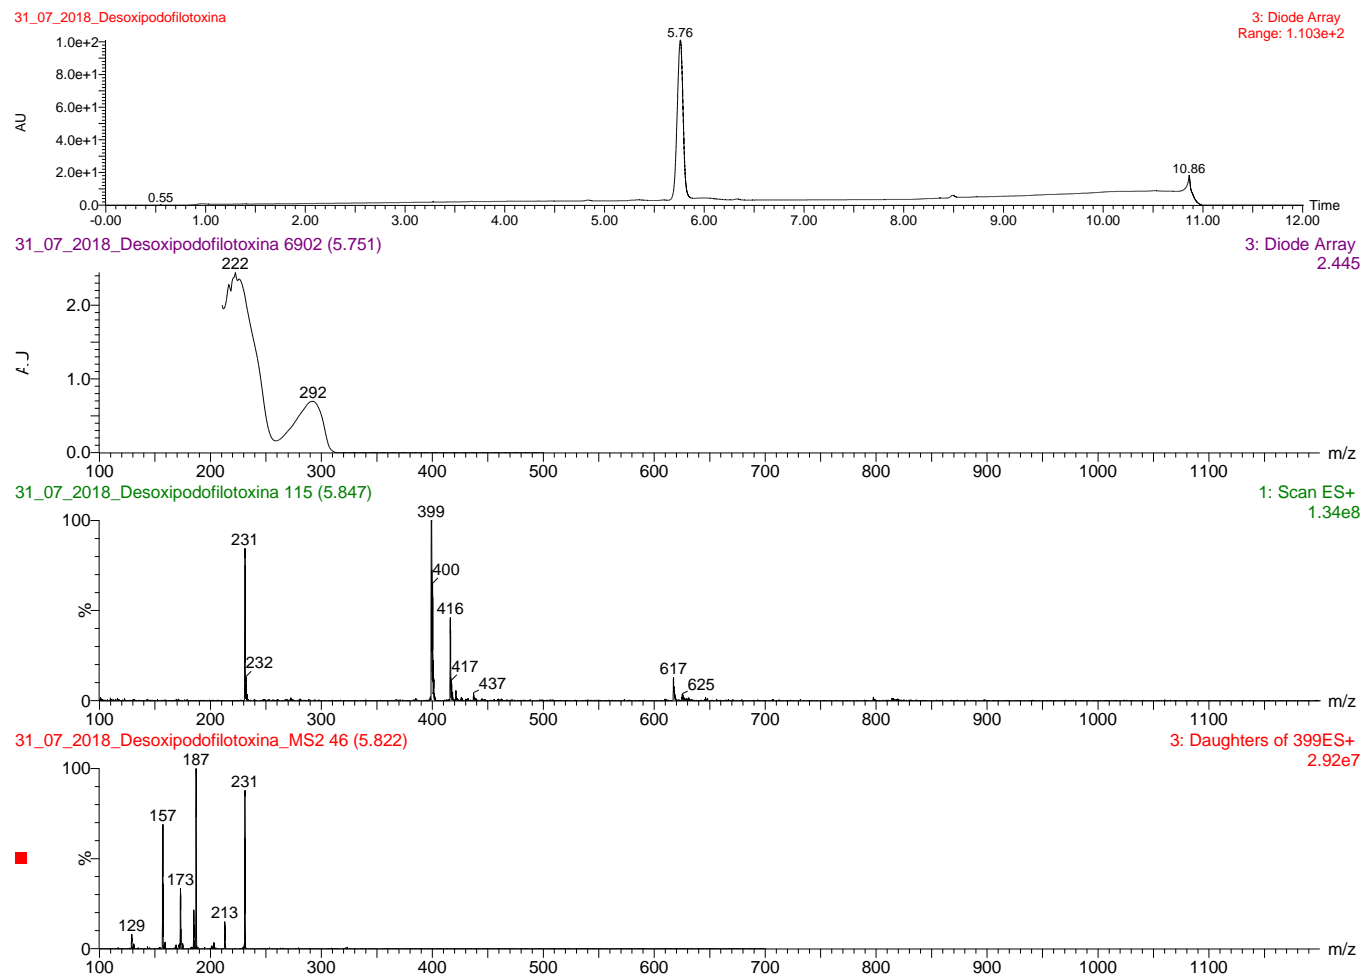 31_07_2018_Desoxipodofilotoxina
3: Diode Array
Range: 1.103e+2
AU
1.0e+2
8.0e+1
6.0e+1
4.0e+1
2.0e+1
0.0
0.55
5.76
10.86
-0.00 1.00 2.00 3.00 4.00 5.00 6.00 7.00 8.00 9.00 10.00 11.00 12.00 Time
31_07_2018_Desoxipodofilotoxina 6902 (5.751)
3: Diode Array
2.445
2.0
1.0
0.0
222
292
100 200 300 400 500 600 700 800 900 1000 1100 m/z
31_07_2018_Desoxipodofilotoxina 115 (5.847)
1: Scan ES+
1.34e8
100
%
0
231
232
399
400
416
417
437
617
625
100 200 300 400 500 600 700 800 900 1000 1100 m/z
31_07_2018_Desoxipodofilotoxina_MS2 46 (5.822)
3: Daughters of 399ES+
2.92e7
100
%
0
129
157
173
187
213
231
100 200 300 400 500 600 700 800 900 1000 1100 m/z